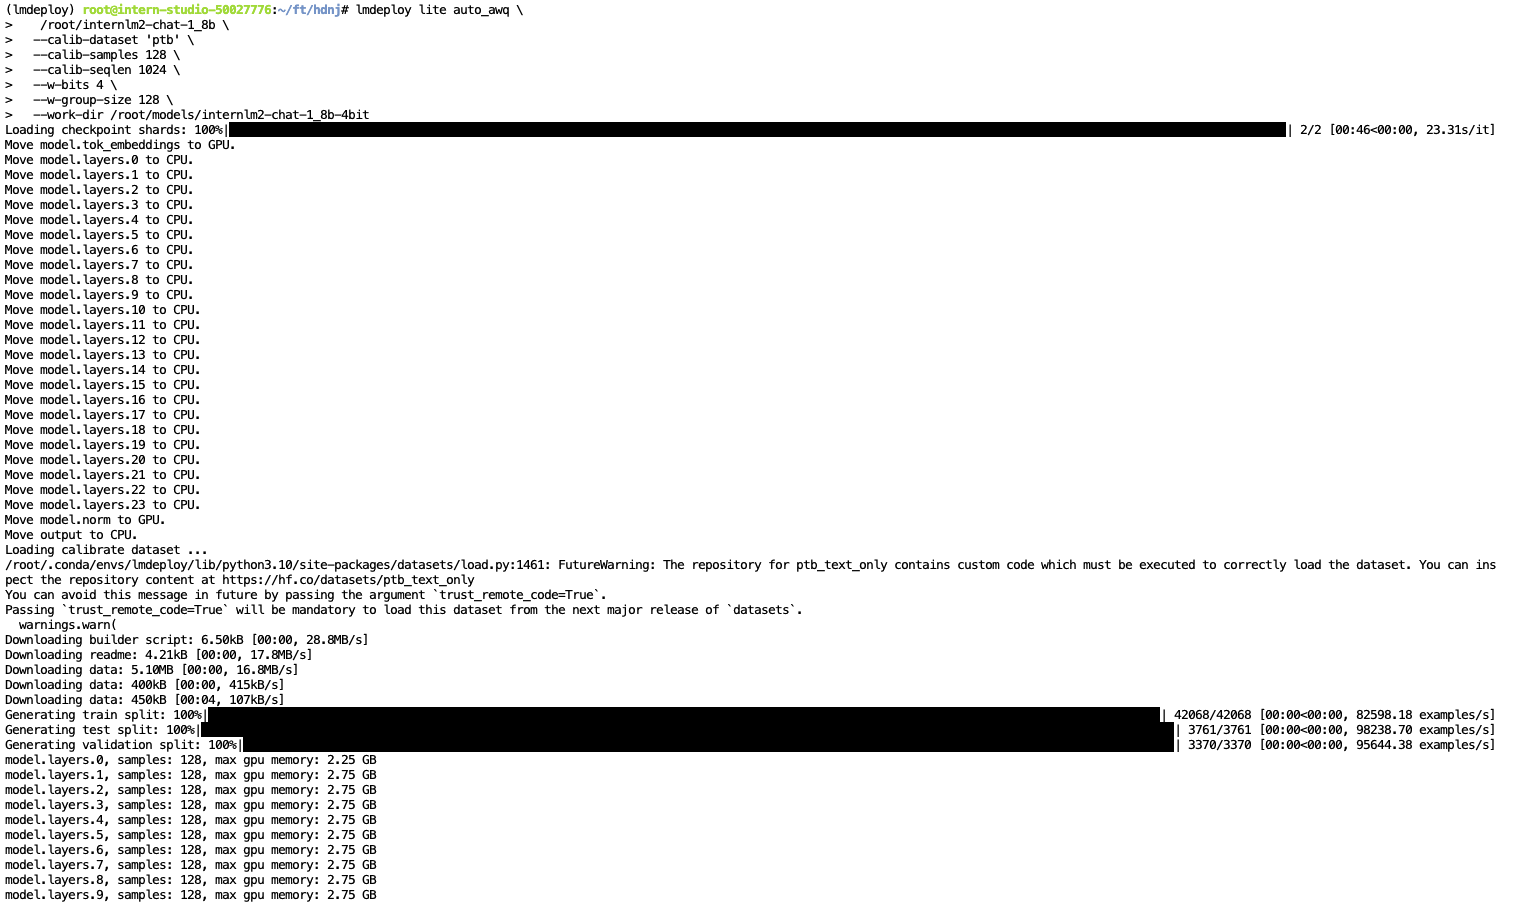 (lmdeploy) root@intern-studio-50027776:~/ft/hdnj# lmdeploy lite auto_awq \
>    /root/internlm2-chat-1_8b \
>   --calib-dataset 'ptb' \
>   --calib-samples 128 \
>   --calib-seqlen 1024 \
>   --w-bits 4 \
>   --w-group-size 128 \
>   --work-dir /root/models/internlm2-chat-1_8b-4bit
Loading checkpoint shards: 100%| | 2/2 [00:46<00:00, 23.31s/it]
Move model.tok_embeddings to GPU.
Move model.layers.0 to CPU.
Move model.layers.1 to CPU.
Move model.layers.2 to CPU.
Move model.layers.3 to CPU.
Move model.layers.4 to CPU.
Move model.layers.5 to CPU.
Move model.layers.6 to CPU.
Move model.layers.7 to CPU.
Move model.layers.8 to CPU.
Move model.layers.9 to CPU.
Move model.layers.10 to CPU.
Move model.layers.11 to CPU.
Move model.layers.12 to CPU.
Move model.layers.13 to CPU.
Move model.layers.14 to CPU.
Move model.layers.15 to CPU.
Move model.layers.16 to CPU.
Move model.layers.17 to CPU.
Move model.layers.18 to CPU.
Move model.layers.19 to CPU.
Move model.layers.20 to CPU.
Move model.layers.21 to CPU.
Move model.layers.22 to CPU.
Move model.layers.23 to CPU.
Move model.norm to GPU.
Move output to CPU.
Loading calibrate dataset ...
/root/.conda/envs/lmdeploy/lib/python3.10/site-packages/datasets/load.py:1461: FutureWarning: The repository for ptb_text_only contains custom code which must be executed to correctly load the dataset. You can ins
pect the repository content at https://hf.co/datasets/ptb_text_only
You can avoid this message in future by passing the argument `trust_remote_code=True`.
Passing `trust_remote_code=True` will be mandatory to load this dataset from the next major release of `datasets`.
  warnings.warn(
Downloading builder script: 6.50kB [00:00, 28.8MB/s]
Downloading readme: 4.21kB [00:00, 17.8MB/s]
Downloading data: 5.10MB [00:00, 16.8MB/s]
Downloading data: 400kB [00:00, 415kB/s]
Downloading data: 450kB [00:04, 107kB/s]
Generating train split: 100%| | 42068/42068 [00:00<00:00, 82598.18 examples/s]
Generating test split: 100%| | 3761/3761 [00:00<00:00, 98238.70 examples/s]
Generating validation split: 100%| | 3370/3370 [00:00<00:00, 95644.38 examples/s]
model.layers.0, samples: 128, max gpu memory: 2.25 GB
model.layers.1, samples: 128, max gpu memory: 2.75 GB
model.layers.2, samples: 128, max gpu memory: 2.75 GB
model.layers.3, samples: 128, max gpu memory: 2.75 GB
model.layers.4, samples: 128, max gpu memory: 2.75 GB
model.layers.5, samples: 128, max gpu memory: 2.75 GB
model.layers.6, samples: 128, max gpu memory: 2.75 GB
model.layers.7, samples: 128, max gpu memory: 2.75 GB
model.layers.8, samples: 128, max gpu memory: 2.75 GB
model.layers.9, samples: 128, max gpu memory: 2.75 GB